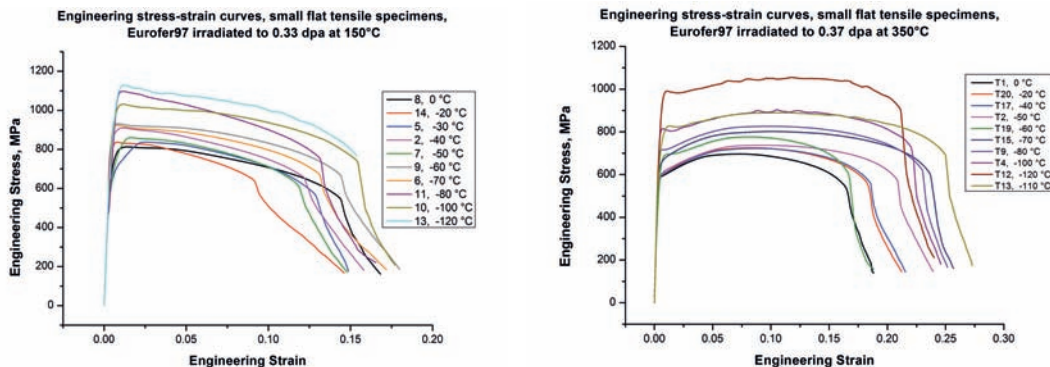 Engineering stress-strain curves, small flat tensile specimens,
Eurofer97 irradiated to 0.33 dpa at 150°C
Engineering Stress, MPa
1200
1000
800
600
400
200
0
0.00
0.05
0.10
0.15
0.20
Engineering Strain
8, 0 °C
14, -20 °C
5, -30 °C
2, -40 °C
7, -50 °C
9, -60 °C
6, -70 °C
11, -80 °C
10, -100 °C
13, -120 °C
Engineering stress-strain curves, small flat tensile specimens,
Eurofer97 irradiated to 0.37 dpa at 350°C
Engineering Stress, MPa
1200
1000
800
600
400
200
0
0.00
0.05
0.10
0.15
0.20
0.25
0.30
Engineering Strain
T1, 0 °C
T20, -20 °C
T17, -40 °C
T2, -50 °C
T19, -60 °C
T15, -70 °C
T9, -80 °C
T4, -100 °C
T12, -120 °C
T13, -110 °C